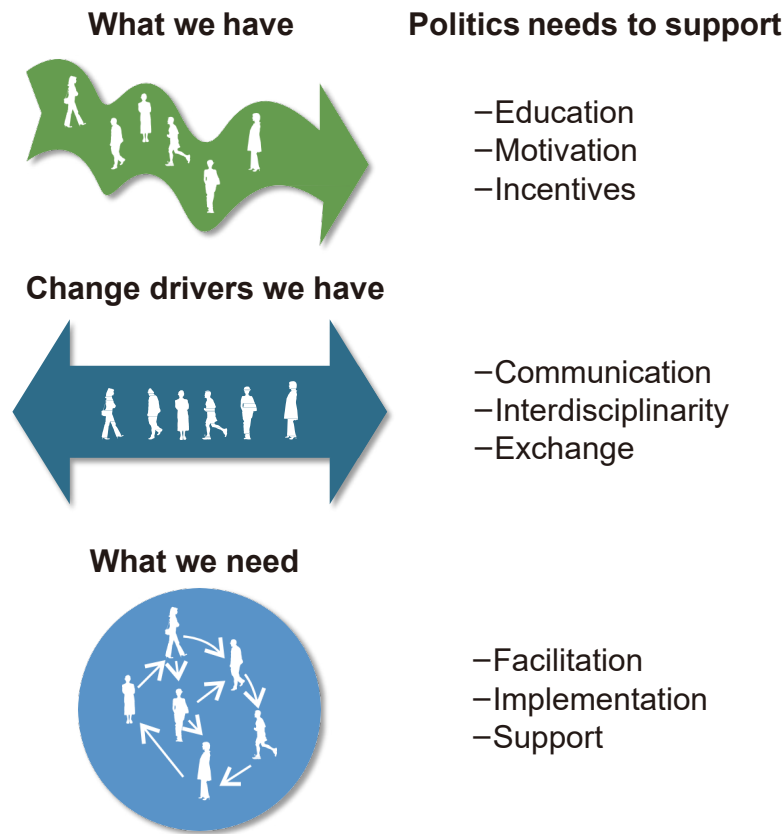 What we have
Politics needs to support
–Education
–Motivation
–Incentives
Change drivers we have
–Communication
–Interdisciplinarity
–Exchange
What we need
–Facilitation
–Implementation
–Support